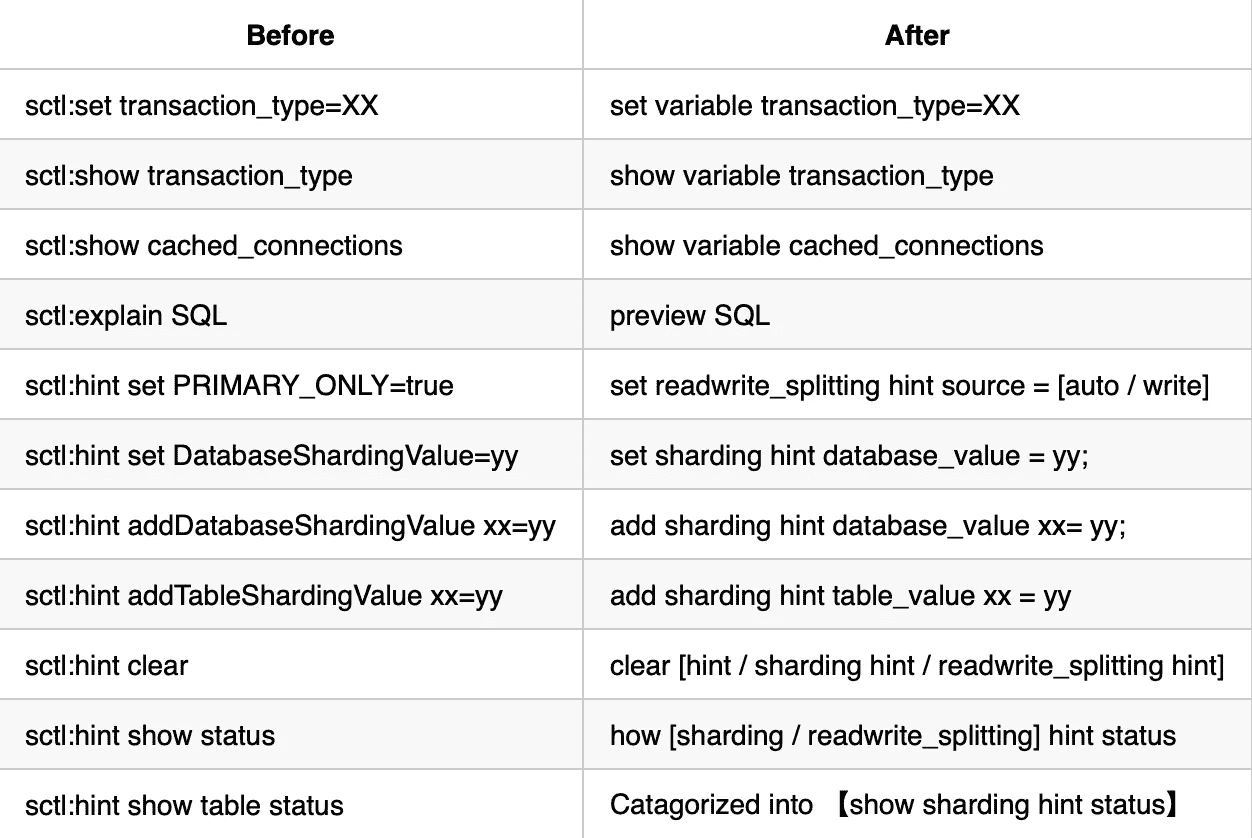 Before After
sctl:set transaction_type=XX set variable transaction_type=XX
sctl:show transaction_type show variable transaction_type
sctl:show cached_connections show variable cached_connections
sctl:explain SQL preview SQL
sctl:hint set PRIMARY_ONLY=true set readwrite_splitting hint source = [auto / write]
sctl:hint set DatabaseShardingValue=yy set sharding hint database_value = yy;
sctl:hint addDatabaseShardingValue xx=yy add sharding hint database_value xx= yy;
sctl:hint addTableShardingValue xx=yy add sharding hint table_value xx = yy
sctl:hint clear clear [hint / sharding hint / readwrite_splitting hint]
sctl:hint show status how [sharding / readwrite_splitting] hint status
sctl:hint show table status Catagorized into 【show sharding hint status】